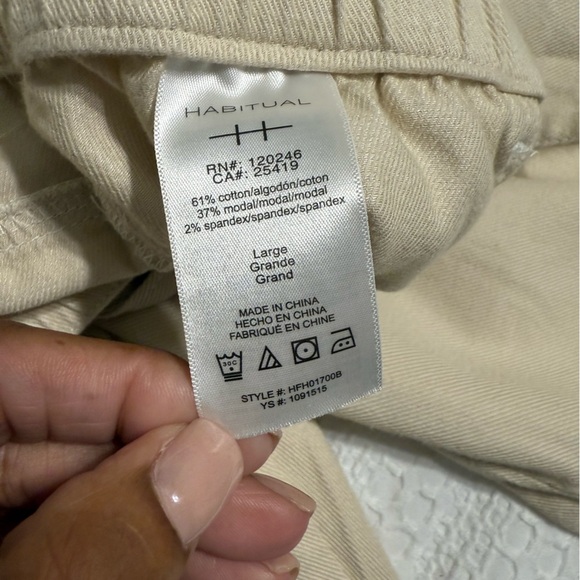 HABITUAL
RN#: 120246
CA#: 25419
61% cotton/algodón/coton
37% modal/modal/modal
2% spandex/spandex/spandex
Large
Grande
Grand
MADE IN CHINA
HECHO EN CHINA
FABRIQUÉ EN CHINE
30C
STYLE #: HFH01700B
YS #: 1091515